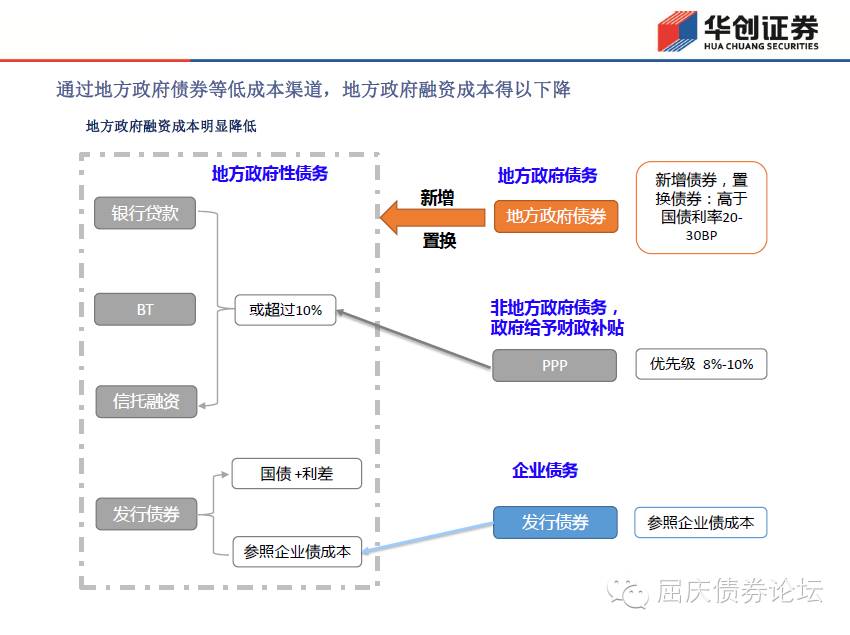 华创证券
HUA CHUANG SECURITIES
通过地方政府债券等低成本渠道，地方政府融资成本得以下降
地方政府融资成本明显降低
地方政府性债务
银行贷款
BT
信托融资
或超过10%
发行债券
国债 +利差
参照企业债成本
新增
置换
地方政府债务
地方政府债券
新增债券，置
换债券：高于
国债利率20-
30BP
非地方政府债务，
政府给予财政补贴
PPP
优先级 8%-10%
企业债务
发行债券
参照企业债成本
屈庆债券论坛